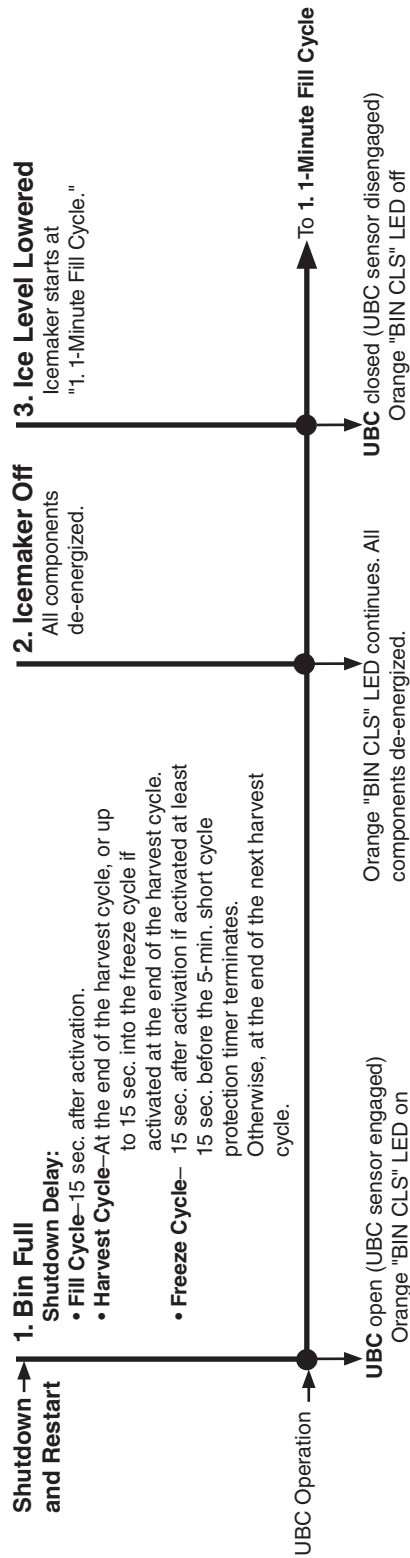 Shutdown
and Restart
1. Bin Full
Shutdown Delay:
• Fill Cycle–15 sec. after activation.
• Harvest Cycle–At the end of the harvest cycle, or up
to 15 sec. into the freeze cycle if
activated at the end of the harvest cycle.
• Freeze Cycle– 15 sec. after activation if activated at least
15 sec. before the 5-min. short cycle
protection timer terminates.
Otherwise, at the end of the next harvest
cycle.
2. Icemaker Off
All components
de-energized.
3. Ice Level Lowered
Icemaker starts at
"1. 1-Minute Fill Cycle."
UBC Operation
To 1. 1-Minute Fill Cycle
UBC open (UBC sensor engaged)
Orange "BIN CLS" LED on
Orange "BIN CLS" LED continues. All
components de-energized.
UBC closed (UBC sensor disengaged)
Orange "BIN CLS" LED off